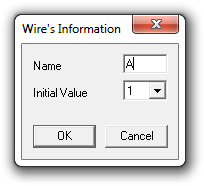 Wire's Information
Name A
Initial Value 1
OK Cancel